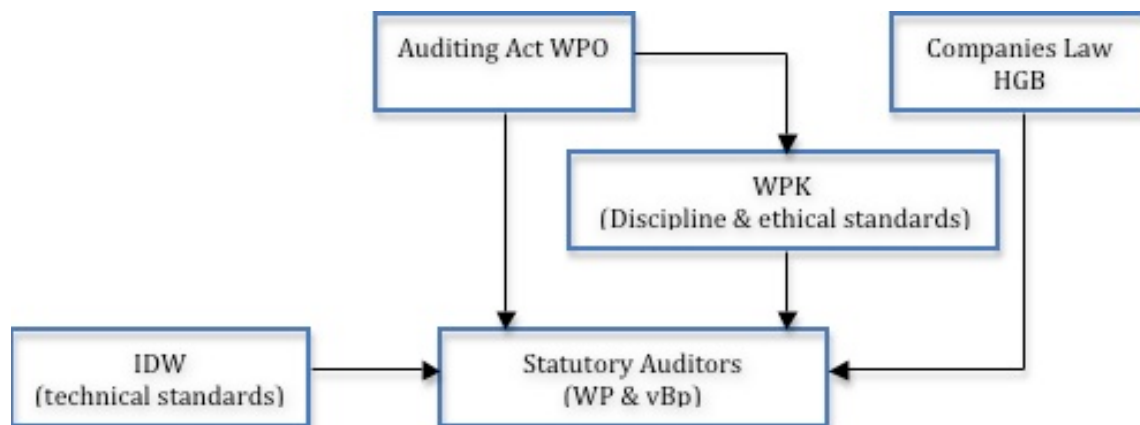 Auditing Act WPO
Companies Law
HGB
WPK
(Discipline & ethical standards)
IDW
(technical standards)
Statutory Auditors
(WP & vBp)